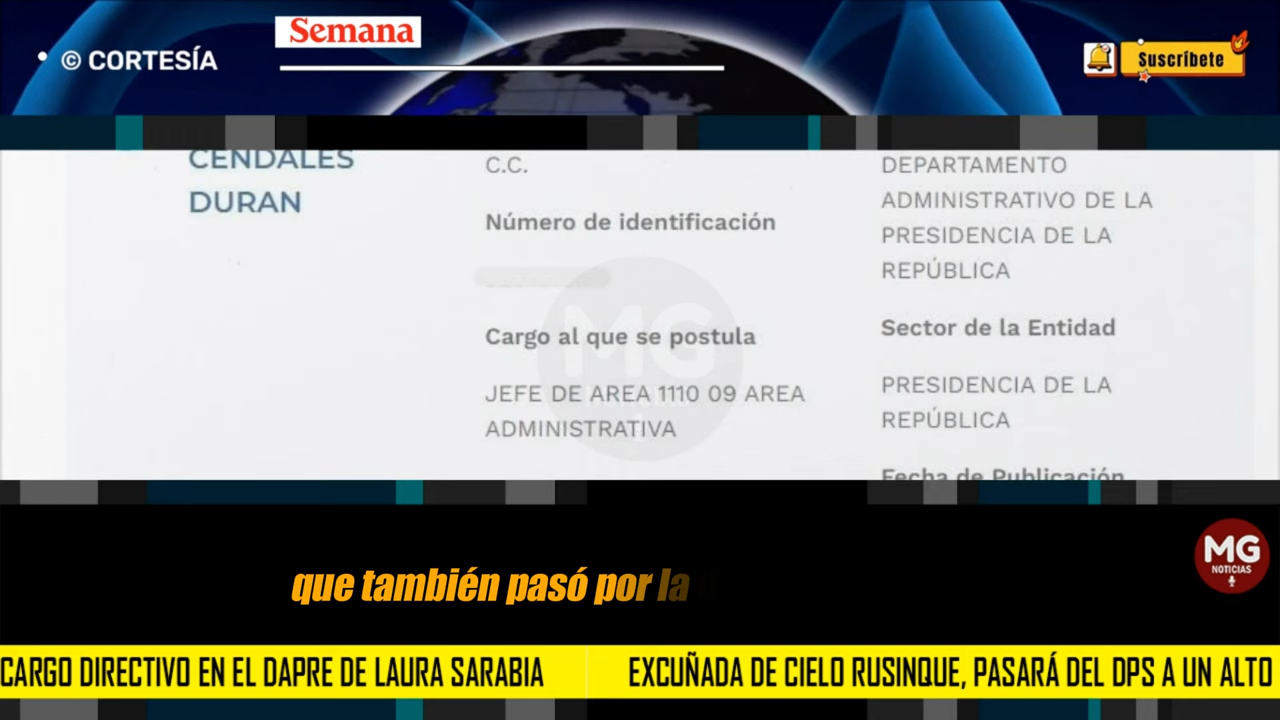 Semana
© CORTESÍA
Suscríbete
CENDALES
DURAN
C.C.
Número de identificación
Cargo al que se postula
JEFE DE AREA 1110 09 AREA
ADMINISTRATIVA
DEPARTAMENTO
ADMINISTRATIVO DE LA
PRESIDENCIA DE LA
REPÚBLICA
Sector de la Entidad
PRESIDENCIA DE LA
REPÚBLICA
Fecha de Publicación
MG
MG
NOTICIAS
que también pasó por la
CARGO DIRECTIVO EN EL DAPRE DE LAURA SARABIA
EXCUÑADA DE CIELO RUSINQUE, PASARÁ DEL DPS A UN ALTO